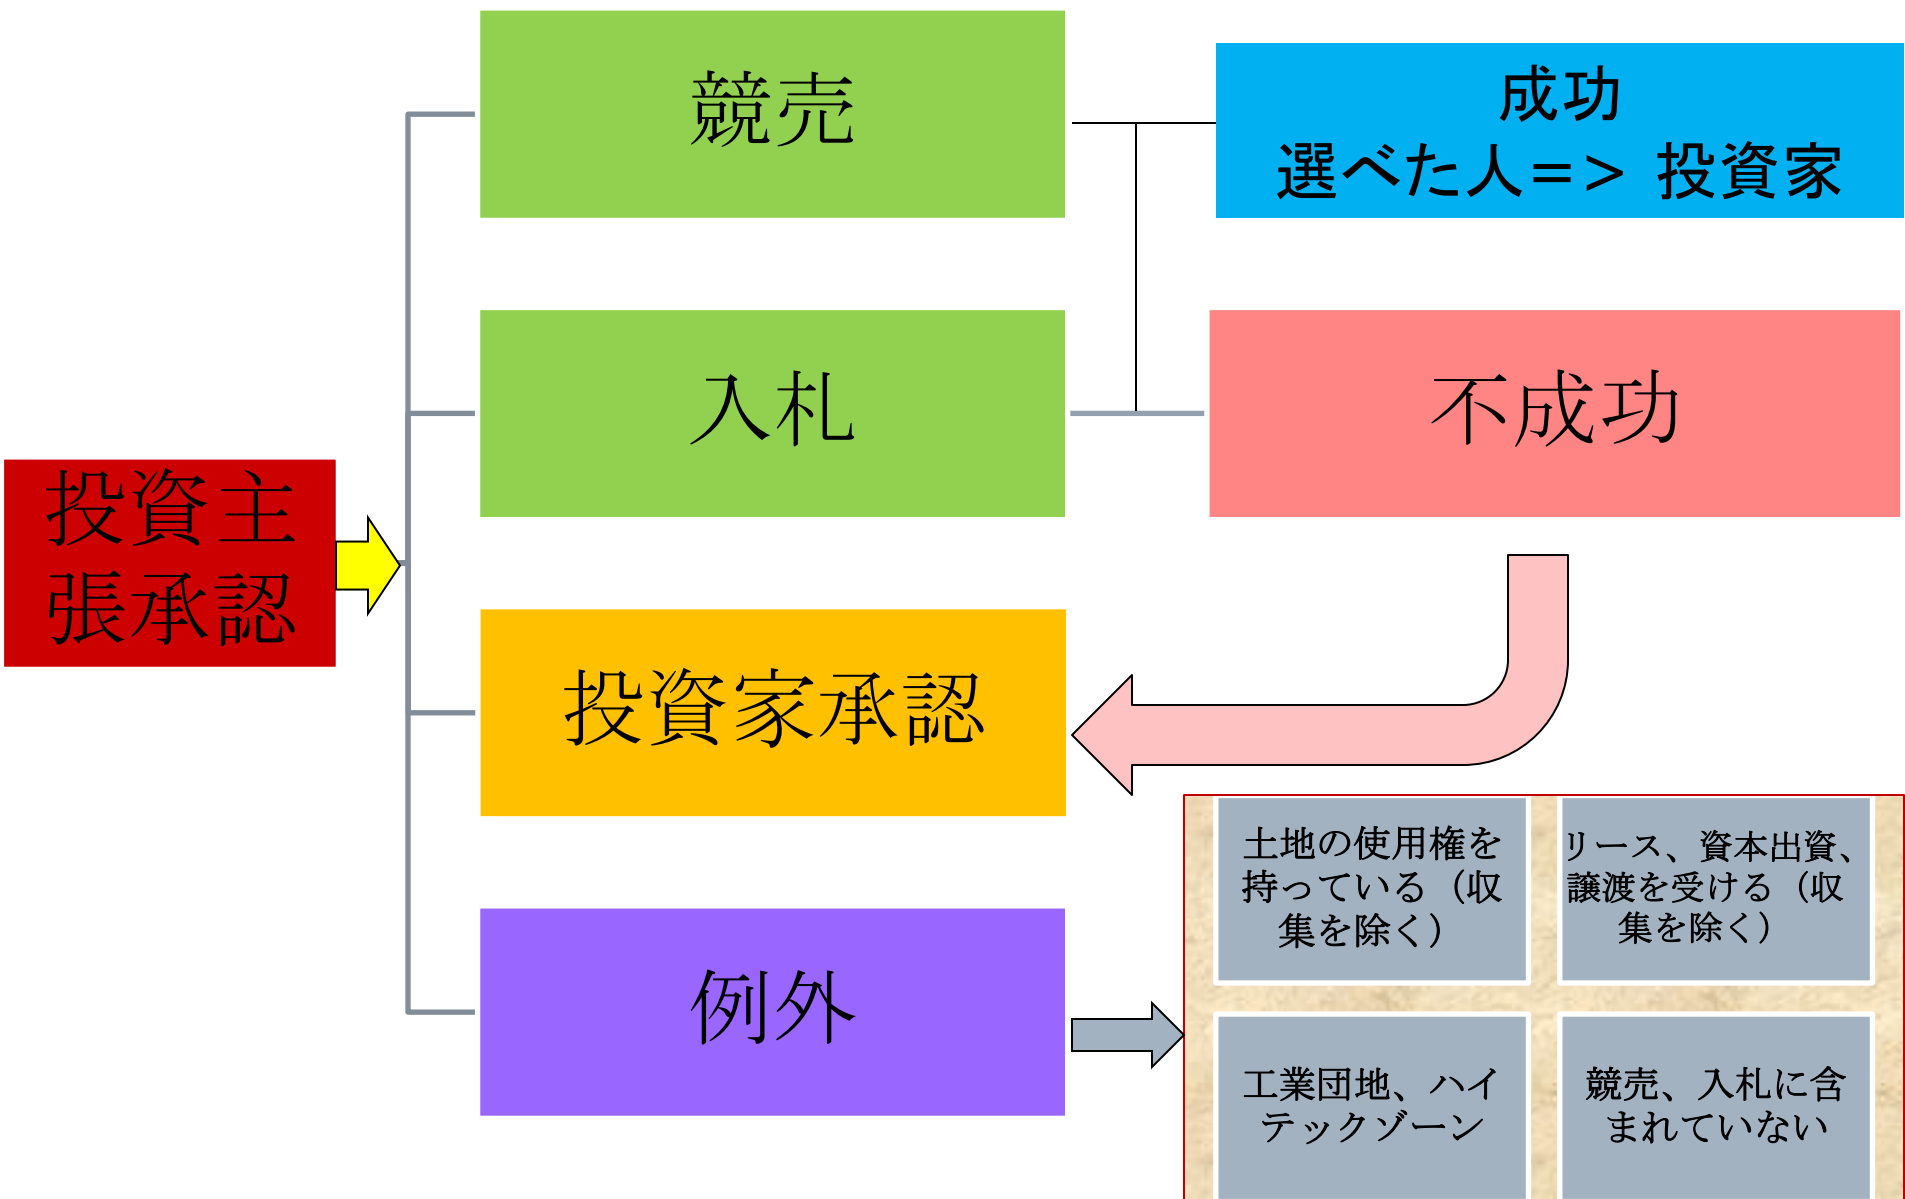 競売
成功
選べた人=> 投資家
入札
不成功
投資主
張承認
投資家承認
例外
土地の使用権を
持っている（収
集を除く）
リース、資本出資、
譲渡を受ける（収
集を除く）
工業団地、ハイ
テックゾーン
競売、入札に含
まれていない